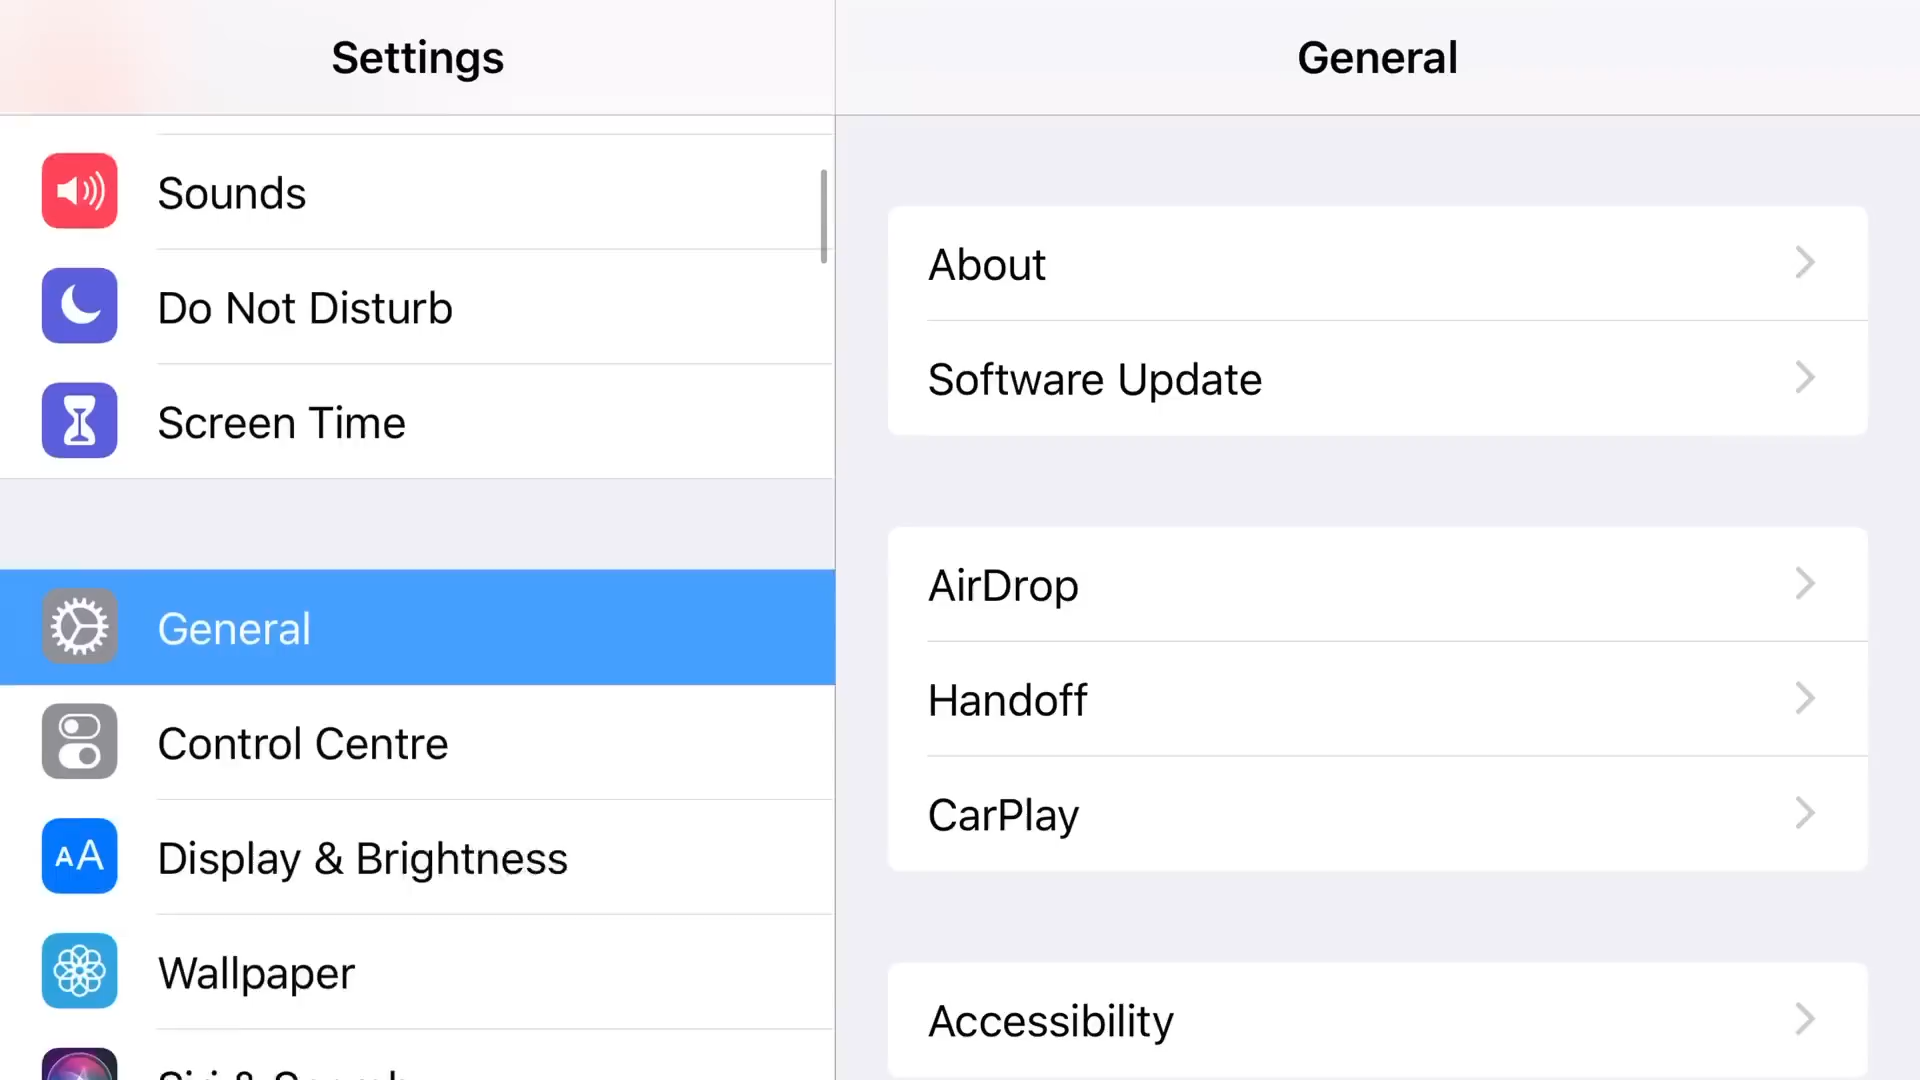 Settings
Sounds
Do Not Disturb
Screen Time
General
Control Centre
AA
Display & Brightness
Wallpaper
General
About
Software Update
AirDrop
Handoff
CarPlay
Accessibility